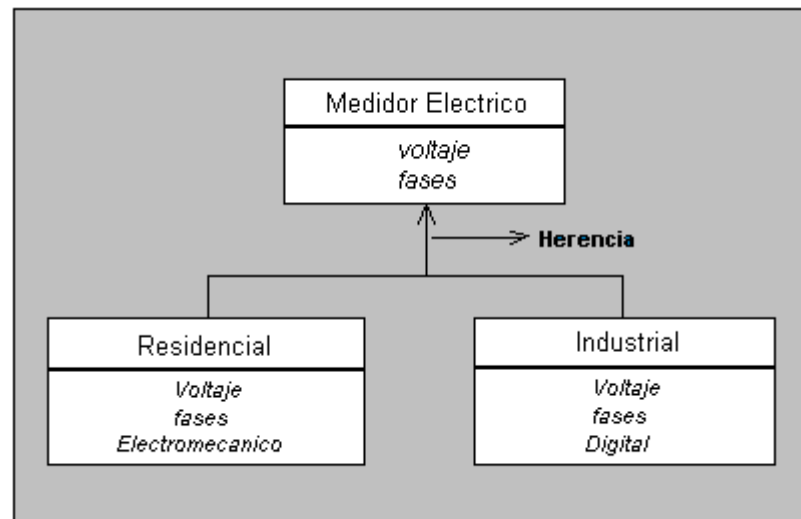 Medidor Electrico
voltaje
fases
Herencia
Residencial
Voltaje
fases
Electromecanico
Industrial
Voltaje
fases
Digital